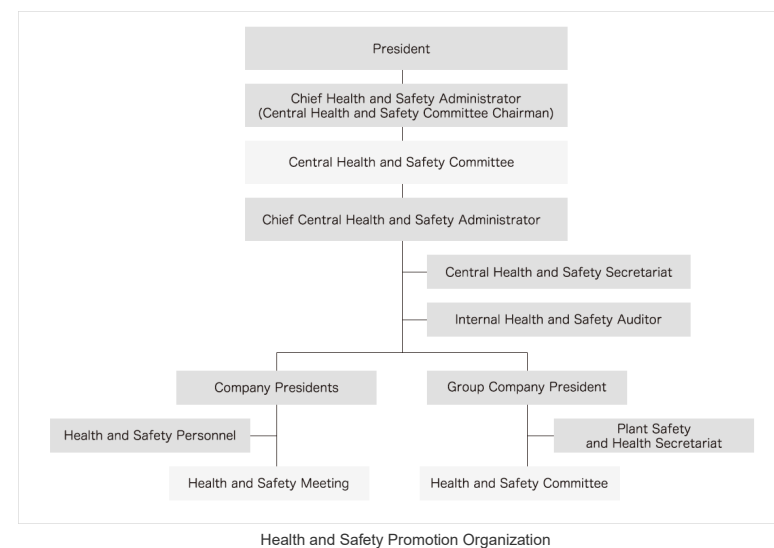 President
Chief Health and Safety Administrator
(Central Health and Safety Committee Chairman)
Central Health and Safety Committee
Chief Central Health and Safety Administrator
Central Health and Safety Secretariat
Internal Health and Safety Auditor
Company Presidents
Group Company President
Health and Safety Personnel
Plant Safety
and Health Secretariat
Health and Safety Meeting
Health and Safety Committee
Health and Safety Promotion Organization